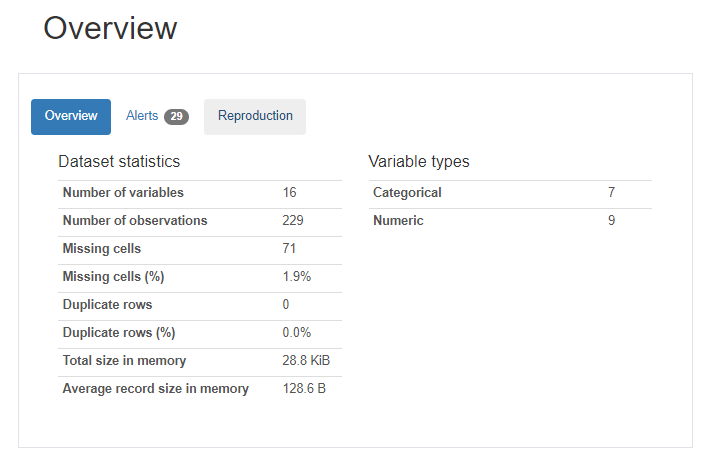 Overview
Overview Alerts 29 Reproduction
Dataset statistics
Number of variables 16
Number of observations 229
Missing cells 71
Missing cells (%) 1.9%
Duplicate rows 0
Duplicate rows (%) 0.0%
Total size in memory 28.8 KiB
Average record size in memory 128.6 B
Variable types
Categorical 7
Numeric 9